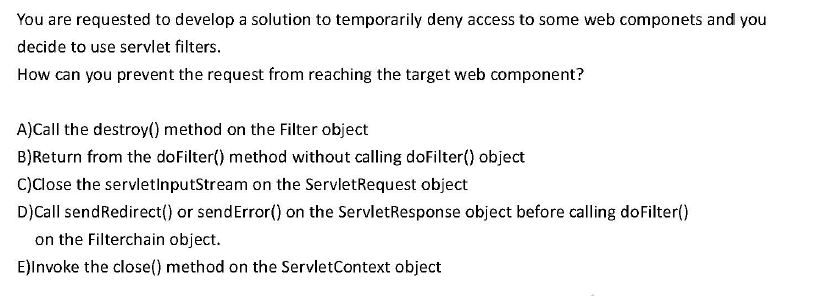 You are requested to develop a solution to temporarily deny access to some web componets and you
decide to use servlet filters.
How can you prevent the request from reaching the target web component?
A)Call the destroy() method on the Filter object
B)Return from the doFilter() method without calling doFilter() object
C)Close the servletInputStream on the ServletRequest object
D)Call sendRedirect() or sendError() on the ServletResponse object before calling doFilter()
on the Filterchain object.
E)Invoke the close() method on the ServletContext object